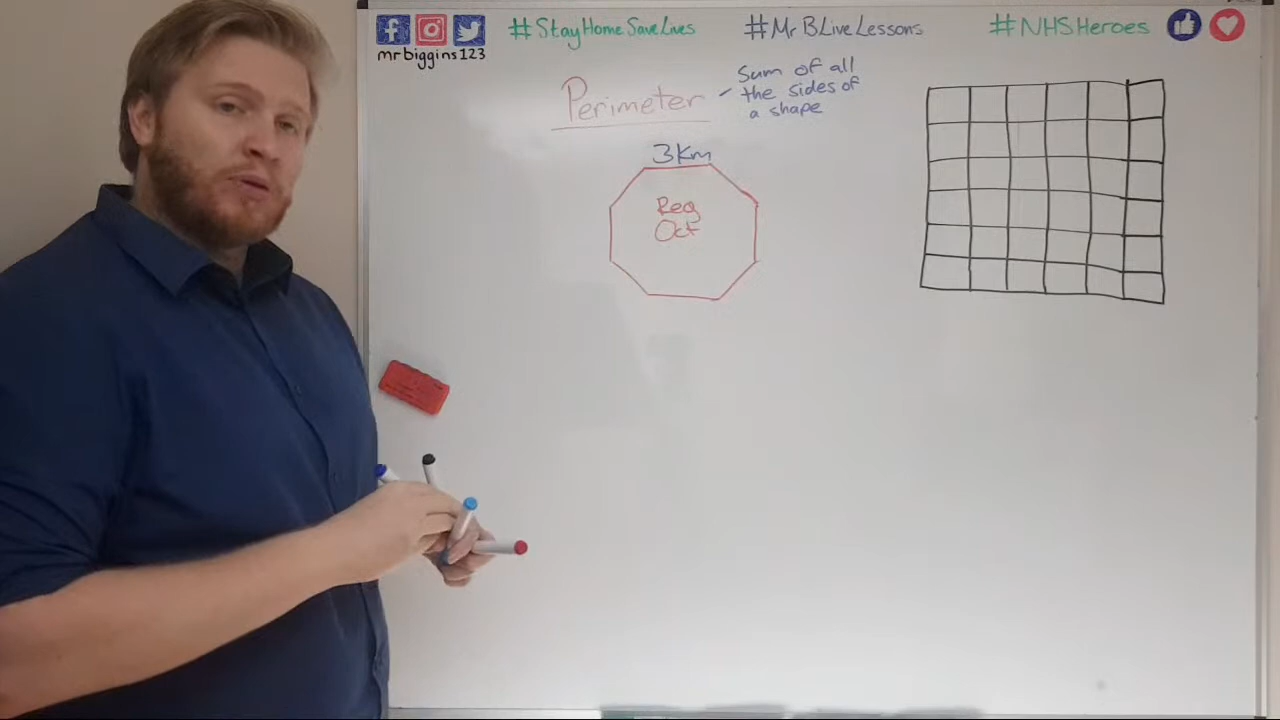 #StayHomeSaveLives
#MrBLiveLessons
#NHSHeroes
mrbiggins123
Perimeter
- Sum of all
the sides of
a shape
3km
Reg
Oct